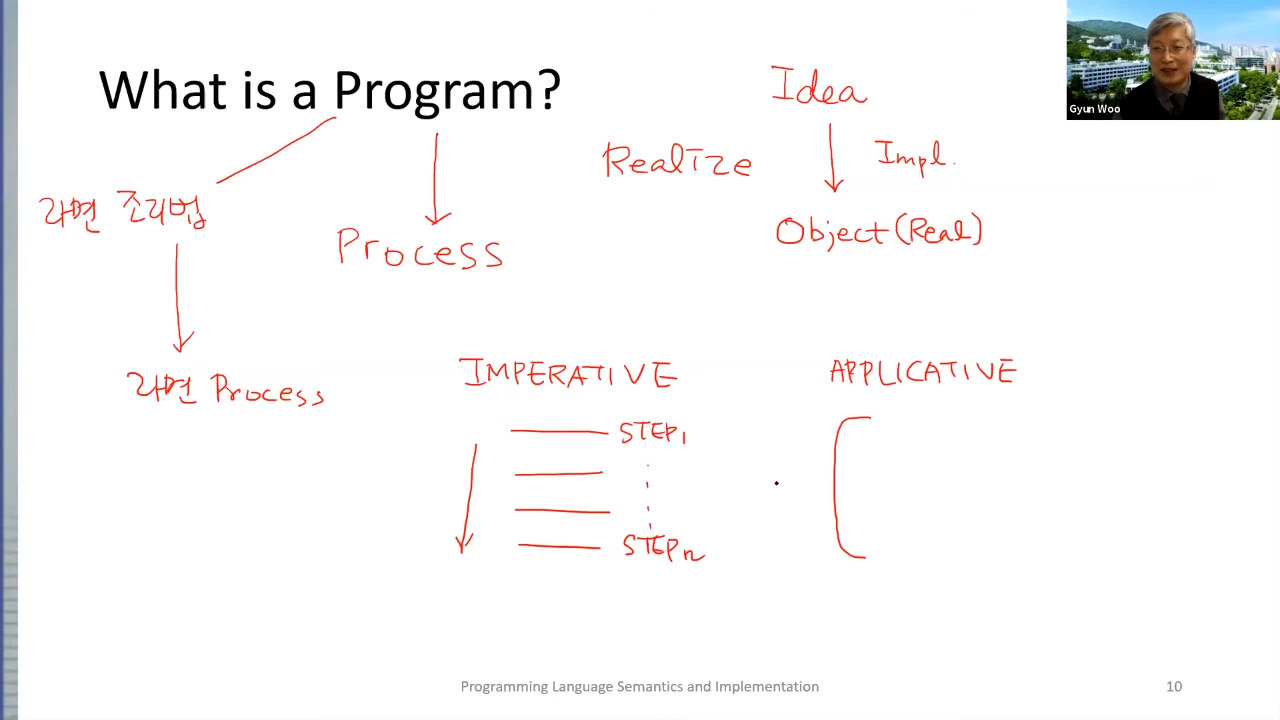 What is a Program?
Idea
Gyun Woo
Realize
Impl.
라면 조리법
Process
Object (Real)
라면 Process
IMPERATIVE
APPLICATIVE
STEP1
STEPn
Programming Language Semantics and Implementation
10